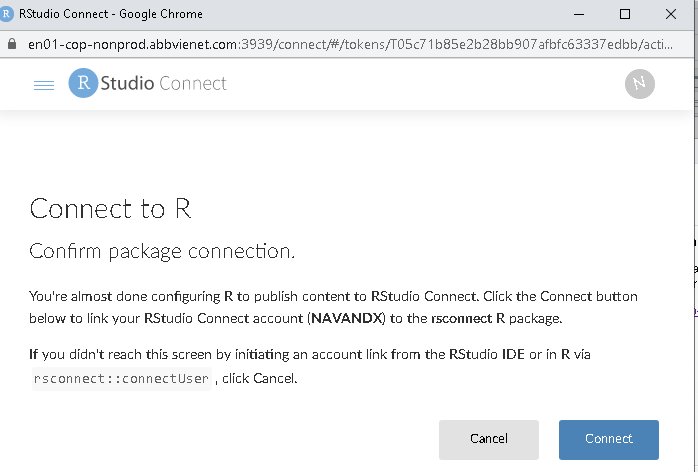 R RStudio Connect - Google Chrome
en01-cop-nonprod.abbvienet.com:3939/connect/#/tokens/T05c71b85e2b28bb907afbfc63337edbb/acti...
R Studio Connect
N
Connect to R
Confirm package connection.
You're almost done configuring R to publish content to RStudio Connect. Click the Connect button
below to link your RStudio Connect account (NAVANDX) to the rsconnect R package.
If you didn't reach this screen by initiating an account link from the RStudio IDE or in R via
rsconnect::connectUser , click Cancel.
Cancel
Connect